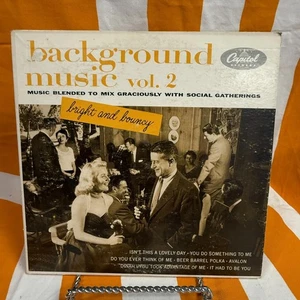 background
music vol. 2
Capitol
RECORDS
MUSIC BLENDED TO MIX GRACIOUSLY WITH SOCIAL GATHERINGS
bright and bouncy
ISN'T THIS A LOVELY DAY - YOU DO SOMETHING TO ME
DO YOU EVER THINK OF ME - BEER BARREL POLKA - AVALON
YOU TOOK ADVANTAGE OF ME - IT HAD TO BE YOU